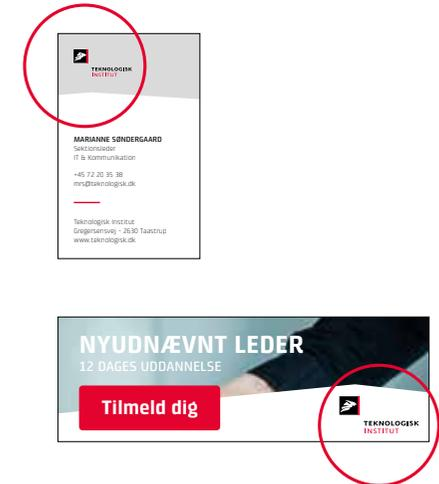 TEKNOLOGISK
INSTITUT
MARIANNE SØNDERGAARD
Sektionsleder
IT & Kommunikation
+45 72 20 35 38
mrs@teknologisk.dk
Teknologisk Institut
Gregersensvej - 2630 Taastrup
www.teknologisk.dk
NYUDNÆVNT LEDER
12 DAGES UDDANNELSE
Tilmeld dig
TEKNOLOGISK
INSTITUT